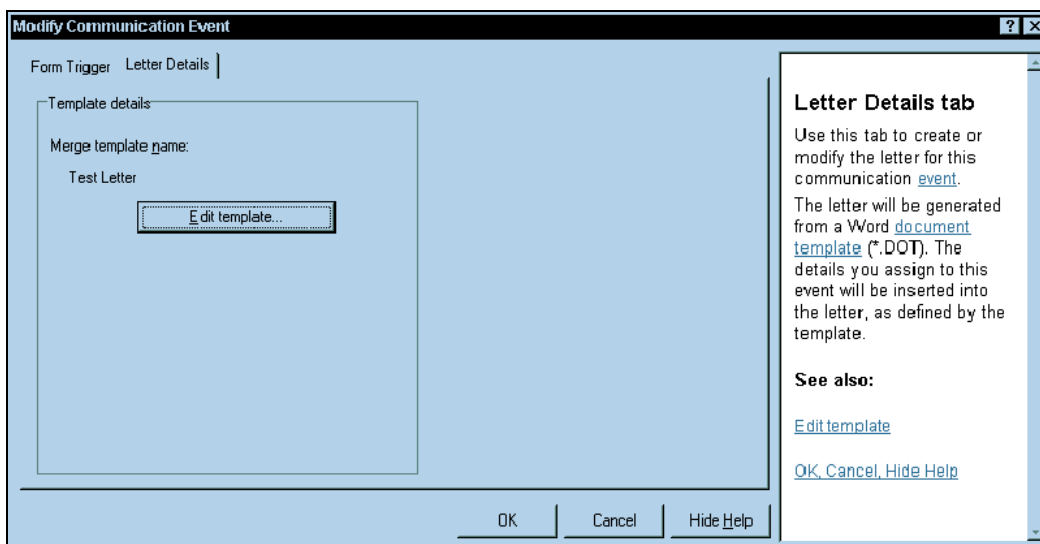 Modify Communication Event
Form Trigger Letter Details
Template details
Merge template name:
Test Letter
Edit template...
OK Cancel Hide Help
Letter Details tab
Use this tab to create or
modify the letter for this
communication event.
The letter will be generated
from a Word document
template (*.DOT). The
details you assign to this
event will be inserted into
the letter, as defined by the
template.
See also:
Edit template
OK, Cancel, Hide Help